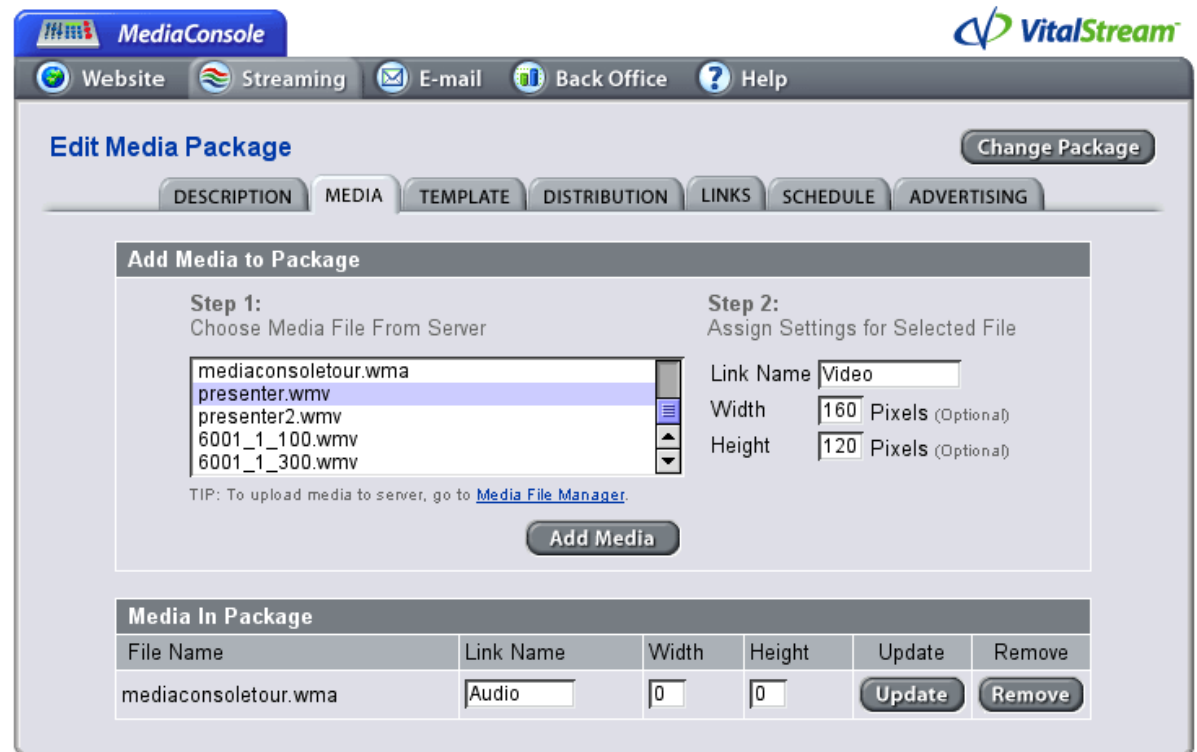 MediaConsole
VitalStream
Website Streaming E-mail Back Office Help
Edit Media Package
Change Package
DESCRIPTION MEDIA TEMPLATE DISTRIBUTION LINKS SCHEDULE ADVERTISING
Add Media to Package
Step 1:
Choose Media File From Server
mediaconsoletour.wma
presenter.wmv
presenter2.wmv
6001_1_100.wmv
6001_1_300.wmv
TIP: To upload media to server, go to Media File Manager.
Step 2:
Assign Settings for Selected File
Link Name Video
Width 160 Pixels (Optional)
Height 120 Pixels (Optional)
Add Media
Media In Package
File Name Link Name Width Height Update Remove
mediaconsoletour.wma Audio 0 0 Update Remove